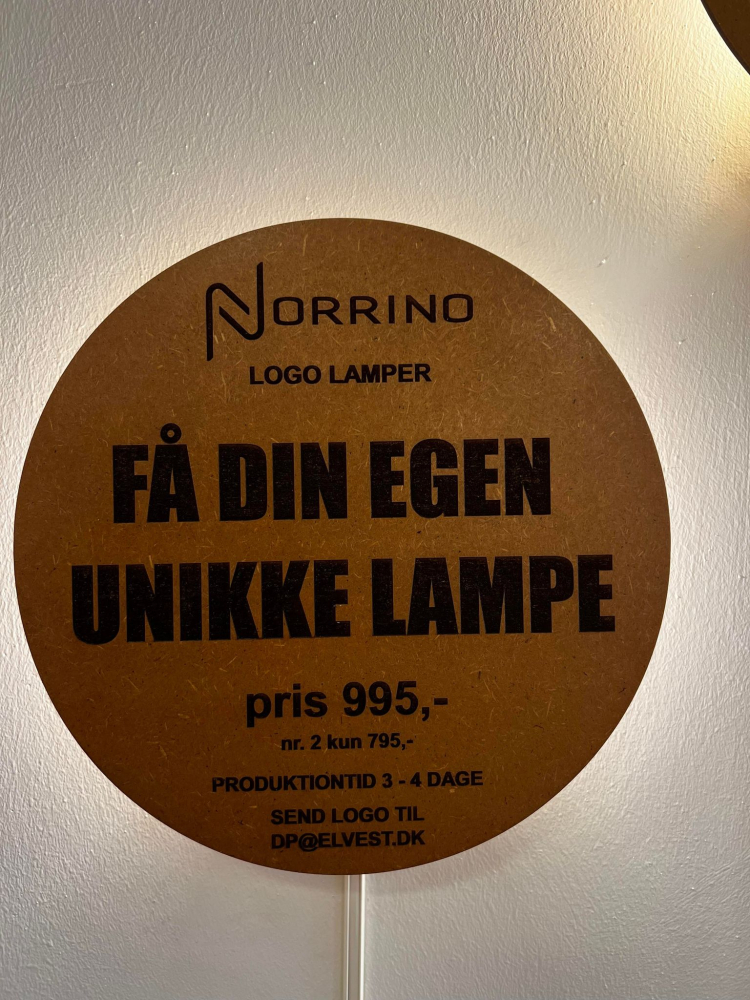 NORRINO
LOGO LAMPER
FÅ DIN EGEN
UNIKKE LAMPE
pris 995,-
nr. 2 kun 795,-
PRODUKTIONTID 3 - 4 DAGE
SEND LOGO TIL
DP@ELVEST.DK